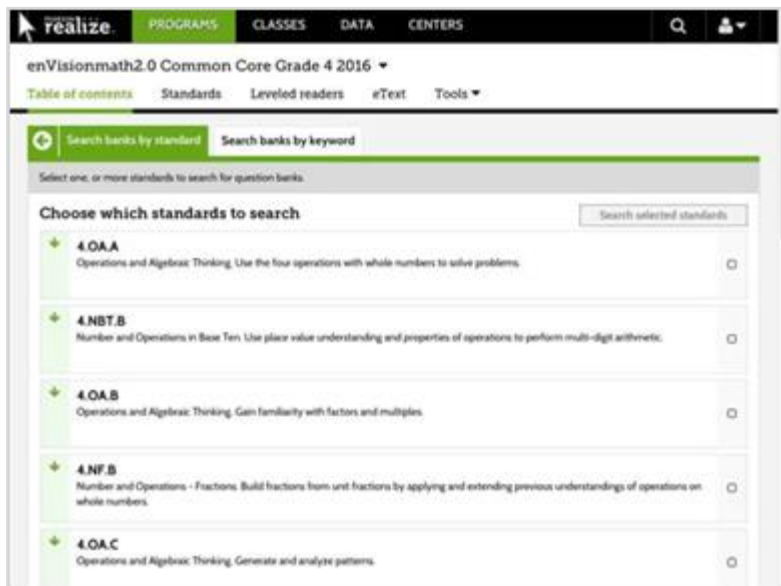 realize.
PROGRAMS CLASSES DATA CENTERS
enVisionmath2.0 Common Core Grade 4 2016
Table of contents Standards Leveled readers eText Tools
Search banks by standard Search banks by keyword
Select one, or more standards to search for question banks.
Choose which standards to search Search selected standards
4.OA.A
Operations and Algebraic Thinking. Use the four operations with whole numbers to solve problems.
4.NBT.B
Number and Operations in Base Ten. Use place value understanding and properties of operations to perform multi-digit arithmetic.
4.OA.B
Operations and Algebraic Thinking. Gain familiarity with factors and multiples.
4.NF.B
Number and Operations - Fractions. Build fractions from unit fractions by applying and extending previous understandings of operations on
whole numbers.
4.OA.C
Operations and Algebraic Thinking. Generate and analyze patterns.